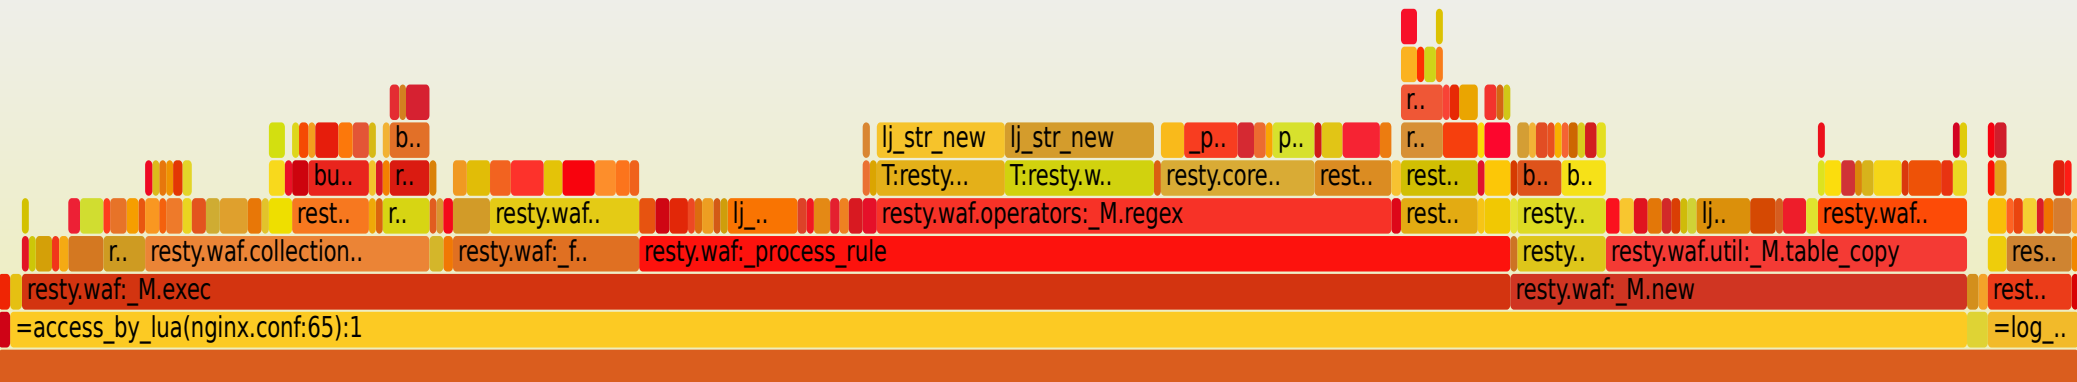 r..
b.. lj_str_new lj_str_new _p.. p.. r..
bu.. r.. T:resty... T:resty.w.. resty.core.. rest.. rest.. b.. b..
rest.. r.. resty.waf.. lj_.. resty.waf.operators:_M.regex rest.. resty.. lj.. resty.waf..
r.. resty.waf.collection.. resty.waf:_f.. resty.waf:_process_rule resty.. resty.waf.util:_M.table_copy res..
resty.waf:_M.exec resty.waf:_M.new rest..
=access_by_lua(nginx.conf:65):1 =log_..